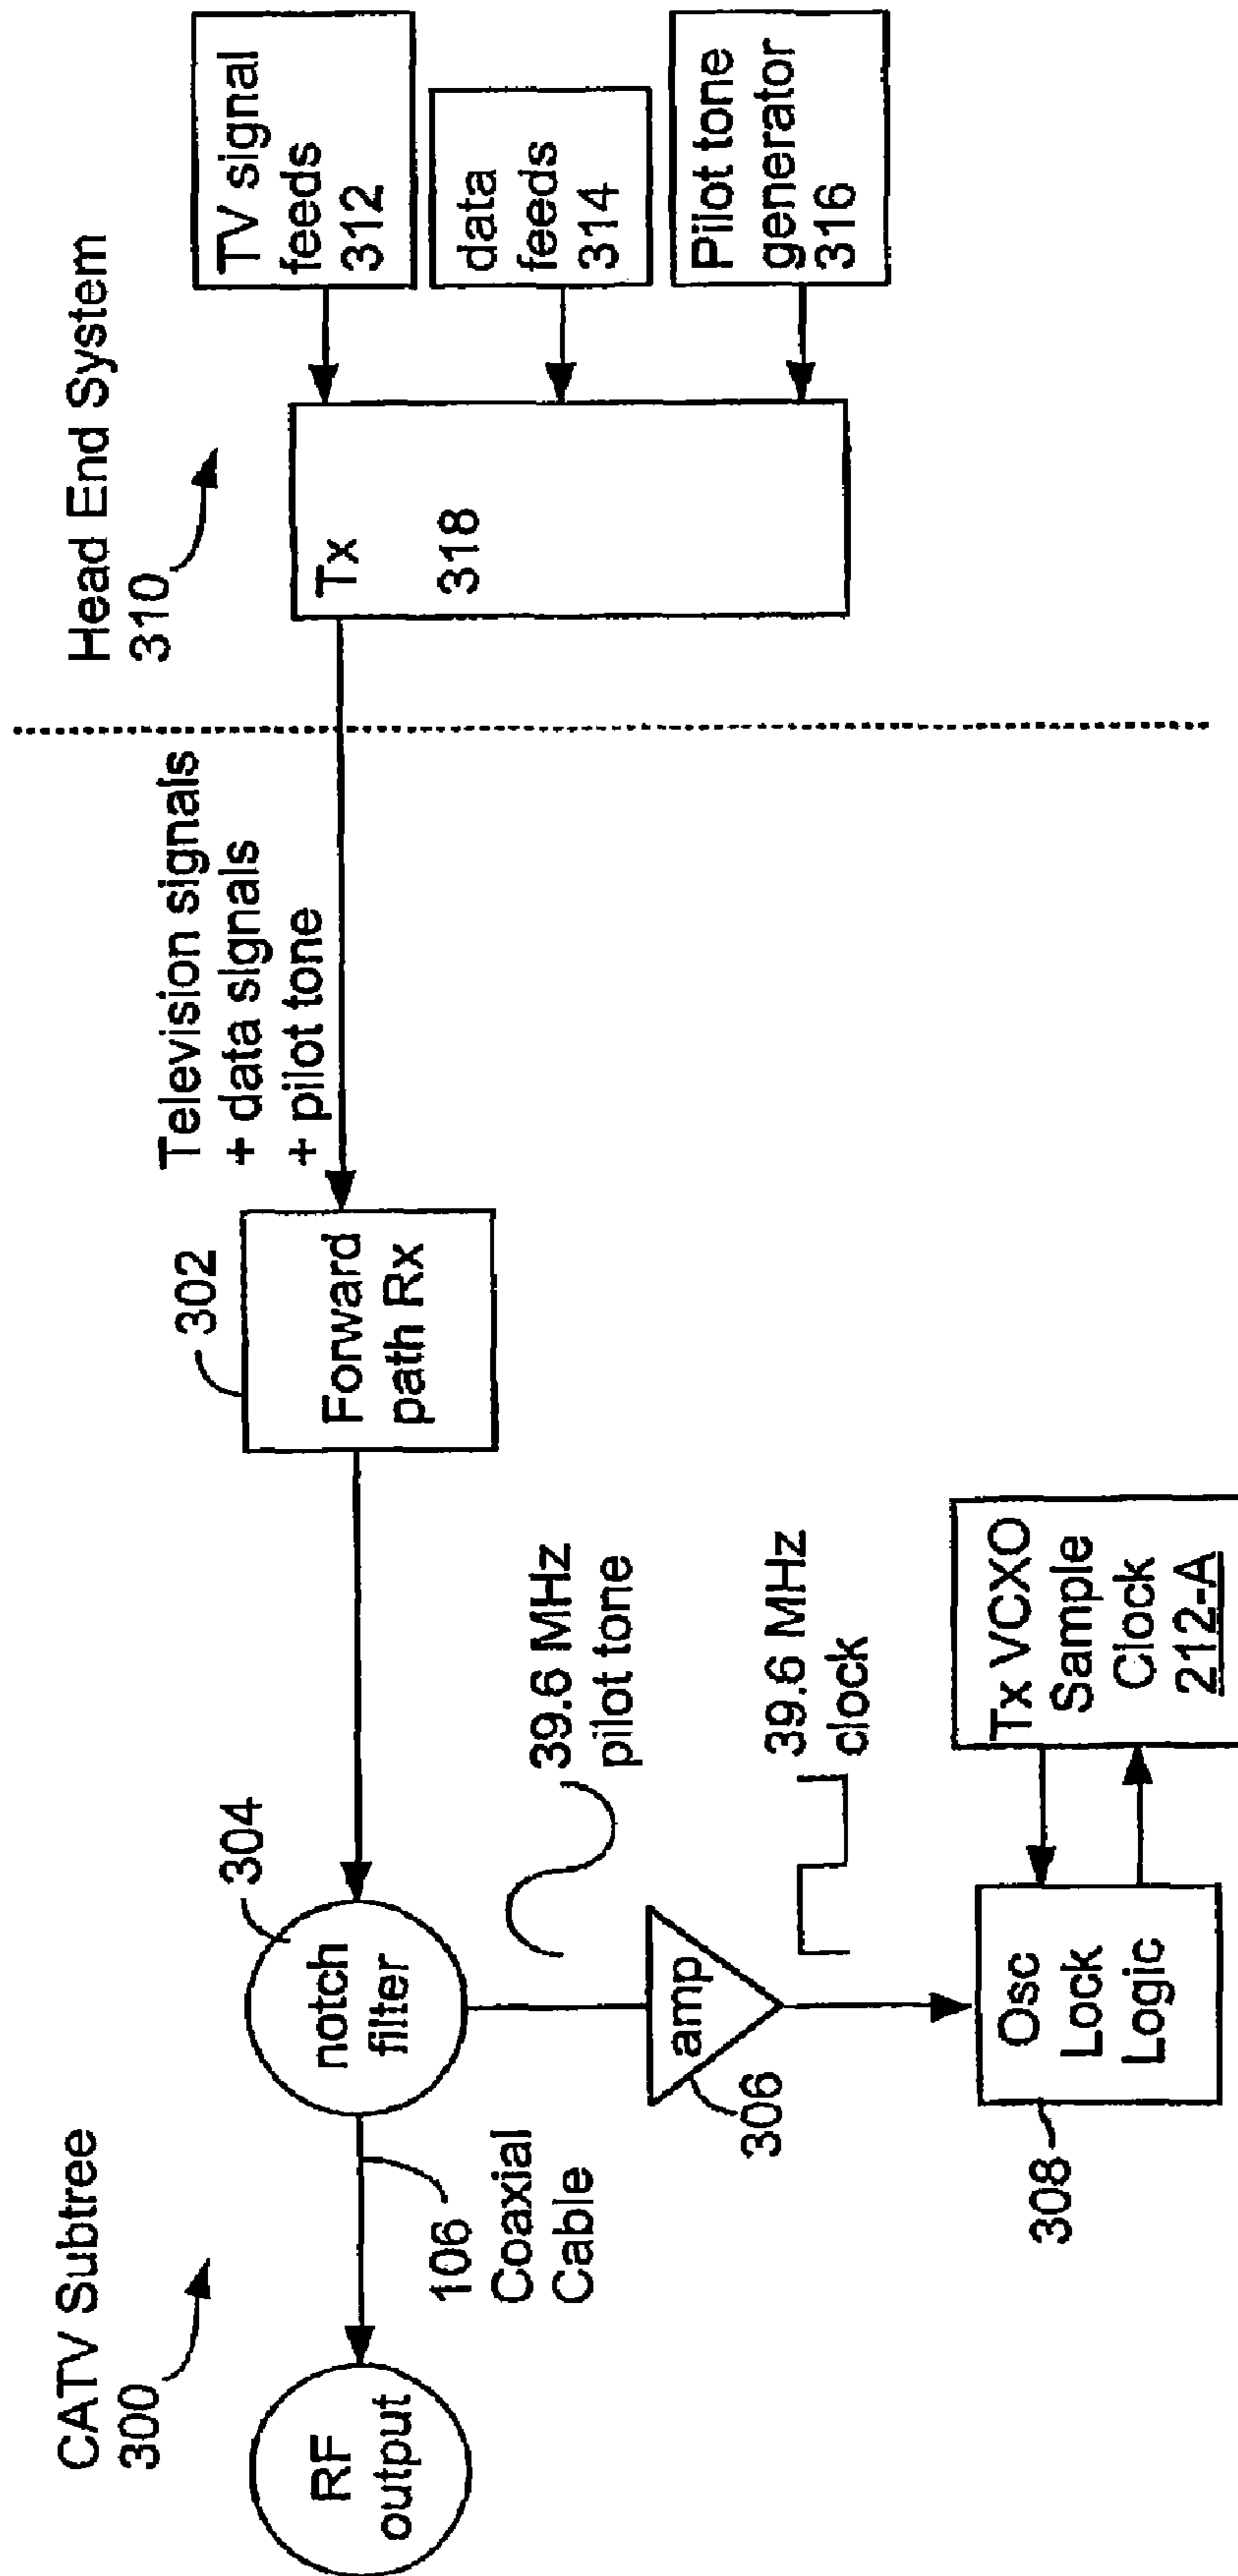 CATV Subtree
300
Head End System
310
RF
output
106
Coaxial
Cable
304
notch
filter
302
Forward
path Rx
Television signals
+ data signals
+ pilot tone
Tx
318
TV signal
feeds
312
data
feeds
314
Pilot tone
generator
316
39.6 MHz
pilot tone
amp
306
39.6 MHz
clock
Osc
Lock
Logic
308
Tx VCXO
Sample
Clock
212-A